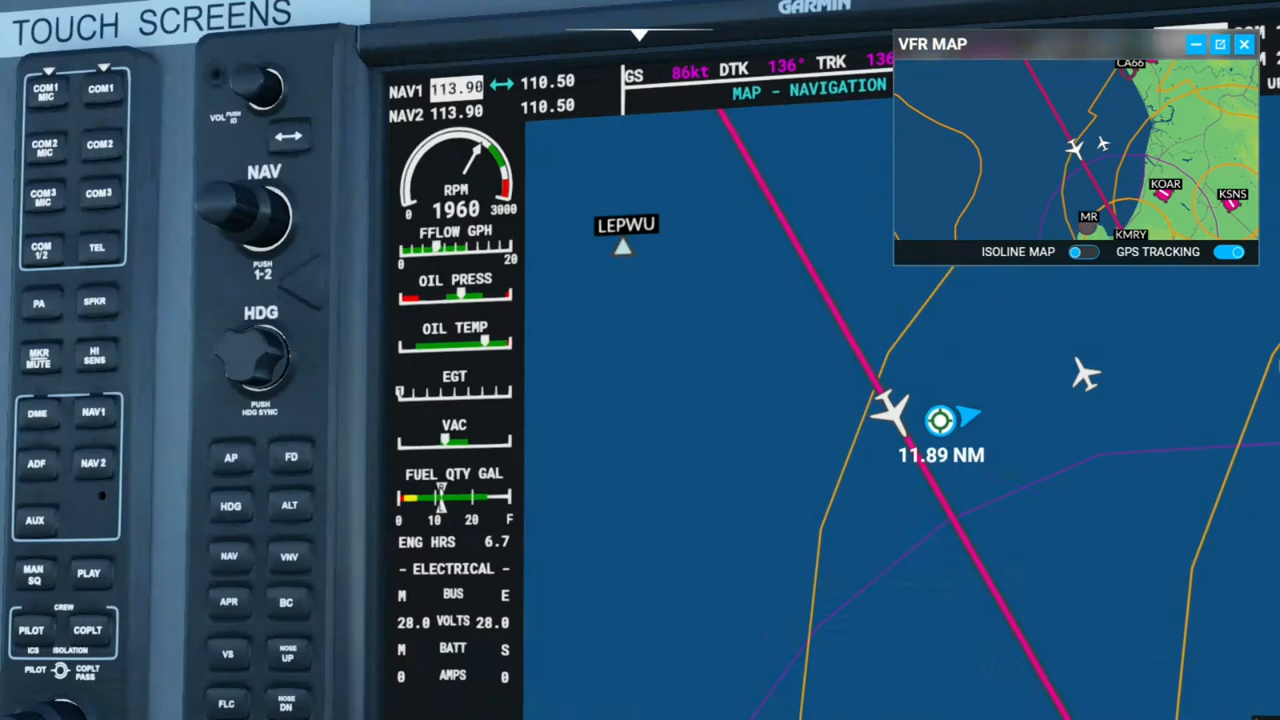 TOUCH SCREENS
GARMIN
COM1 MIC
COM1
COM2 MIC
COM2
COM3 MIC
COM3
COM 1/2
TEL
PA
SPKR
MKR MUTE
HI SENS
DME
NAV1
ADF
NAV 2
AUX
MAN SQ
PLAY
CREW
PILOT
COPLT
ICS ISOLATION
PILOT
COPLT PASS
VOL PUSH ID
NAV
PUSH 1-2
HDG
PUSH HDG SYNC
AP
FD
HDG
ALT
NAV
VNV
APR
BC
VS
NOSE UP
FLC
NOSE DN
NAV1 113.90 110.50
NAV2 113.90 110.50
GS 86kt DTK 136° TRK 136
MAP - NAVIGATION
RPM
0 1960 3000
FFLOW GPH
0 20
OIL PRESS
OIL TEMP
EGT
VAC
FUEL QTY GAL
0 10 20 F
ENG HRS 6.7
- ELECTRICAL -
M BUS E
28.0 VOLTS 28.0
M BATT S
0 AMPS 0
LEPWU
11.89 NM
VFR MAP
CA66
KOAR
KSNS
MR
KMRY
ISOLINE MAP
GPS TRACKING